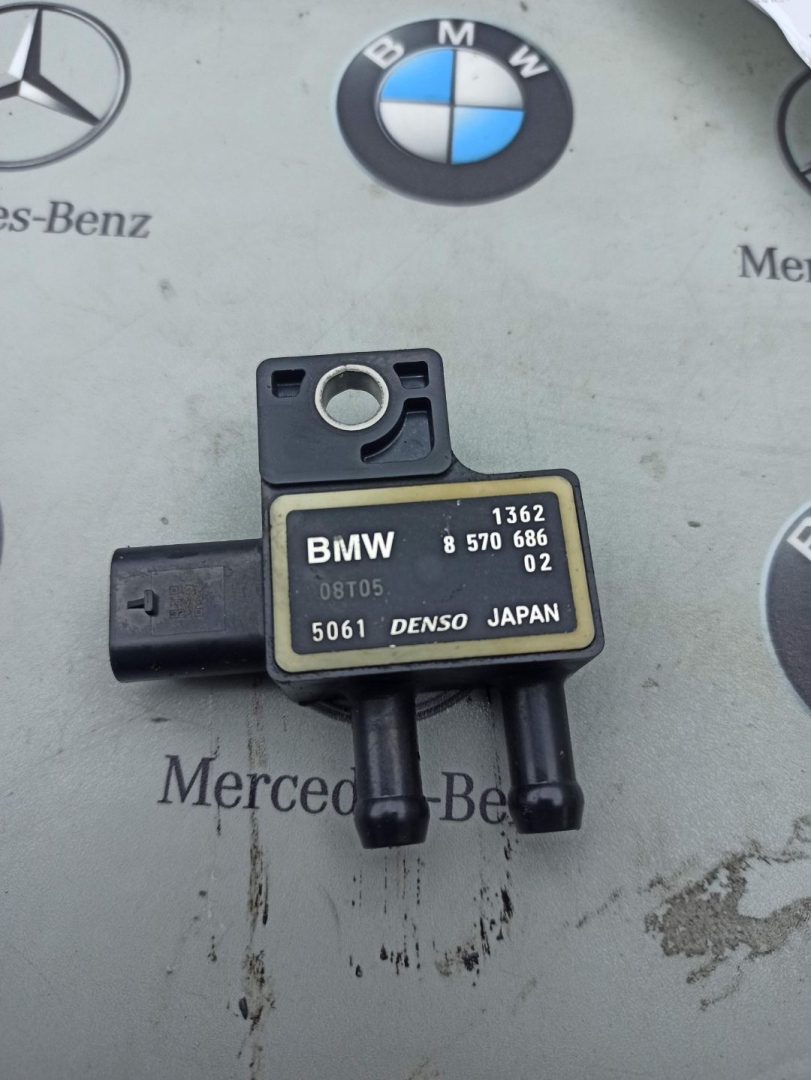 BMW
es-Benz
Mer
1362
BMW 8 570 686
02
08T05
5061 DENSO JAPAN
Merced -Be